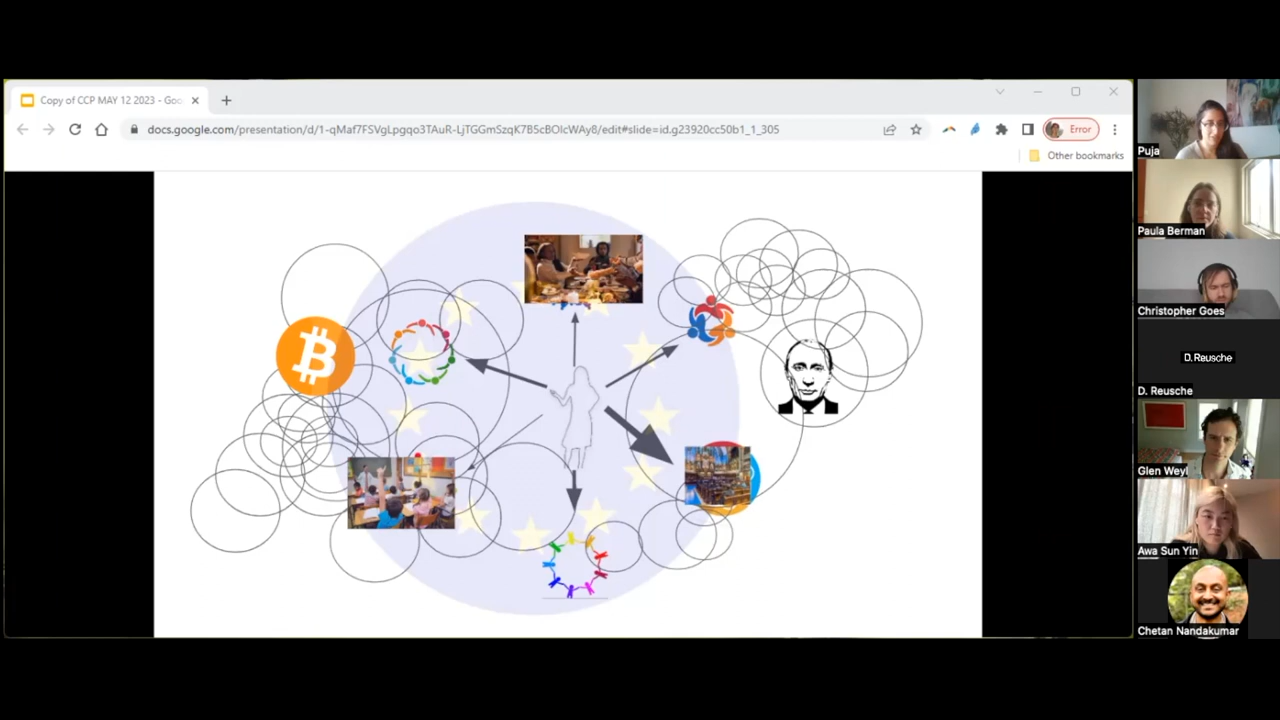 Copy of CCP MAY 12 2023 - Goo
docs.google.com/presentation/d/1-qMaf7FSVgLpgqo3TAuR-LjTGGmSzqK7B5cBOlcWAy8/edit#slide=id.g23920cc50b1_1_305
Error
Other bookmarks
Puja
Paula Berman
Christopher Goes
D. Reusche
D. Reusche
Glen Weyl
Awa Sun Yin
Chetan Nandakumar